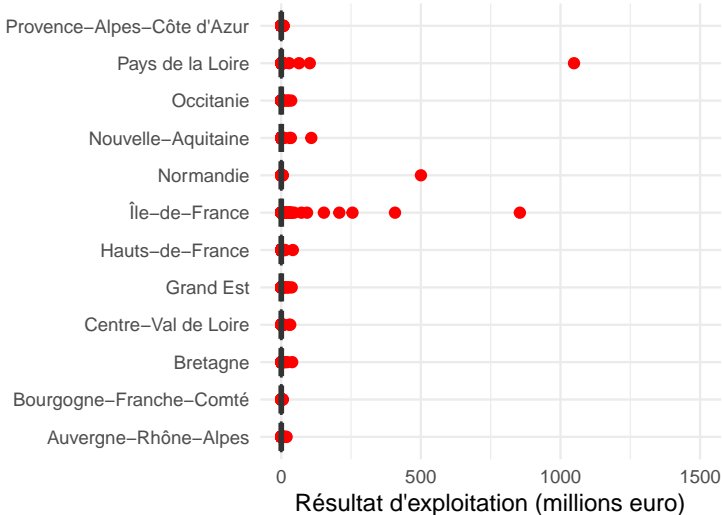 Provence−Alpes−Côte d'Azur
Pays de la Loire
Occitanie
Nouvelle−Aquitaine
Normandie
Île−de−France
Hauts−de−France
Grand Est
Centre−Val de Loire
Bretagne
Bourgogne−Franche−Comté
Auvergne−Rhône−Alpes
0 500 1000 1500
Résultat d'exploitation (millions euro)